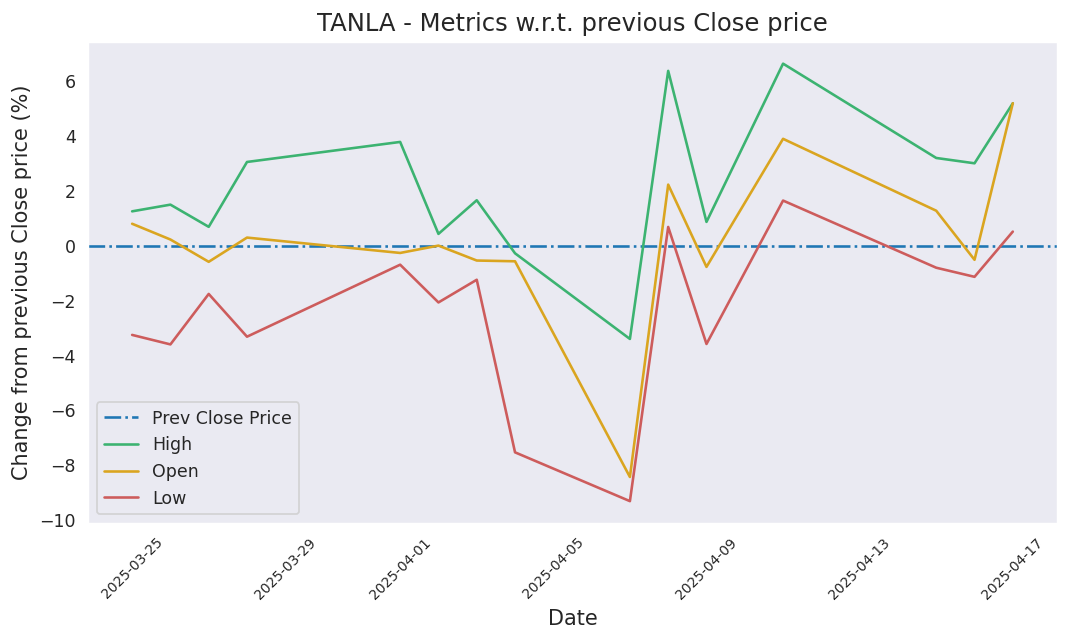 TANLA - Metrics w.r.t. previous Close price
Change from previous Close price (%)
6
4
2
0
−2
−4
−6
−8
−10
Prev Close Price
High
Open
Low
2025-03-25
2025-03-29
2025-04-01
2025-04-05
2025-04-09
2025-04-13
2025-04-17
Date